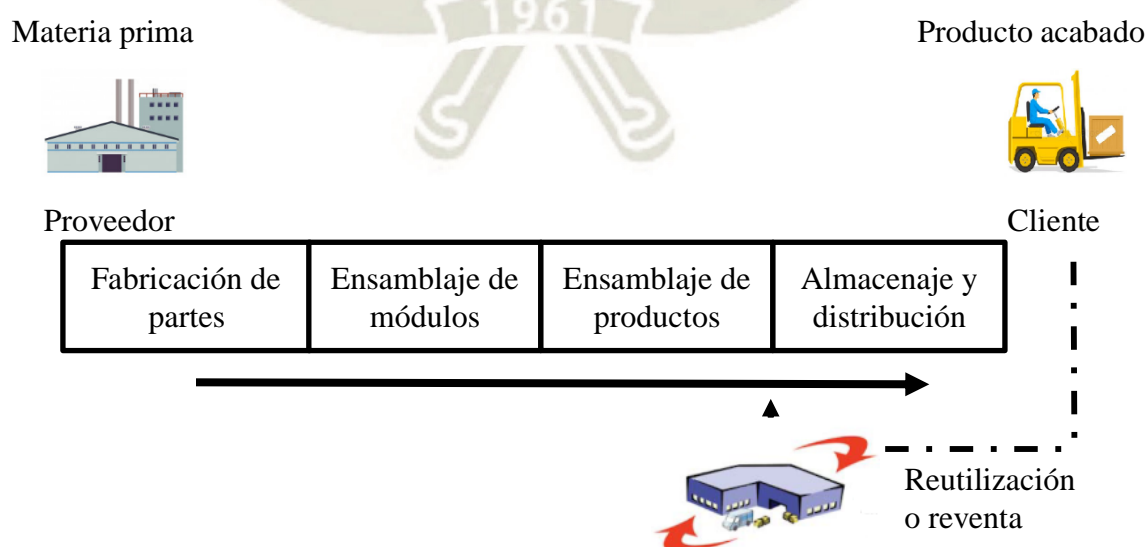 1961
Materia prima
Producto acabado
Proveedor
Cliente
Fabricación de
partes
Ensamblaje de
módulos
Ensamblaje de
productos
Almacenaje y
distribución
Reutilización
o reventa